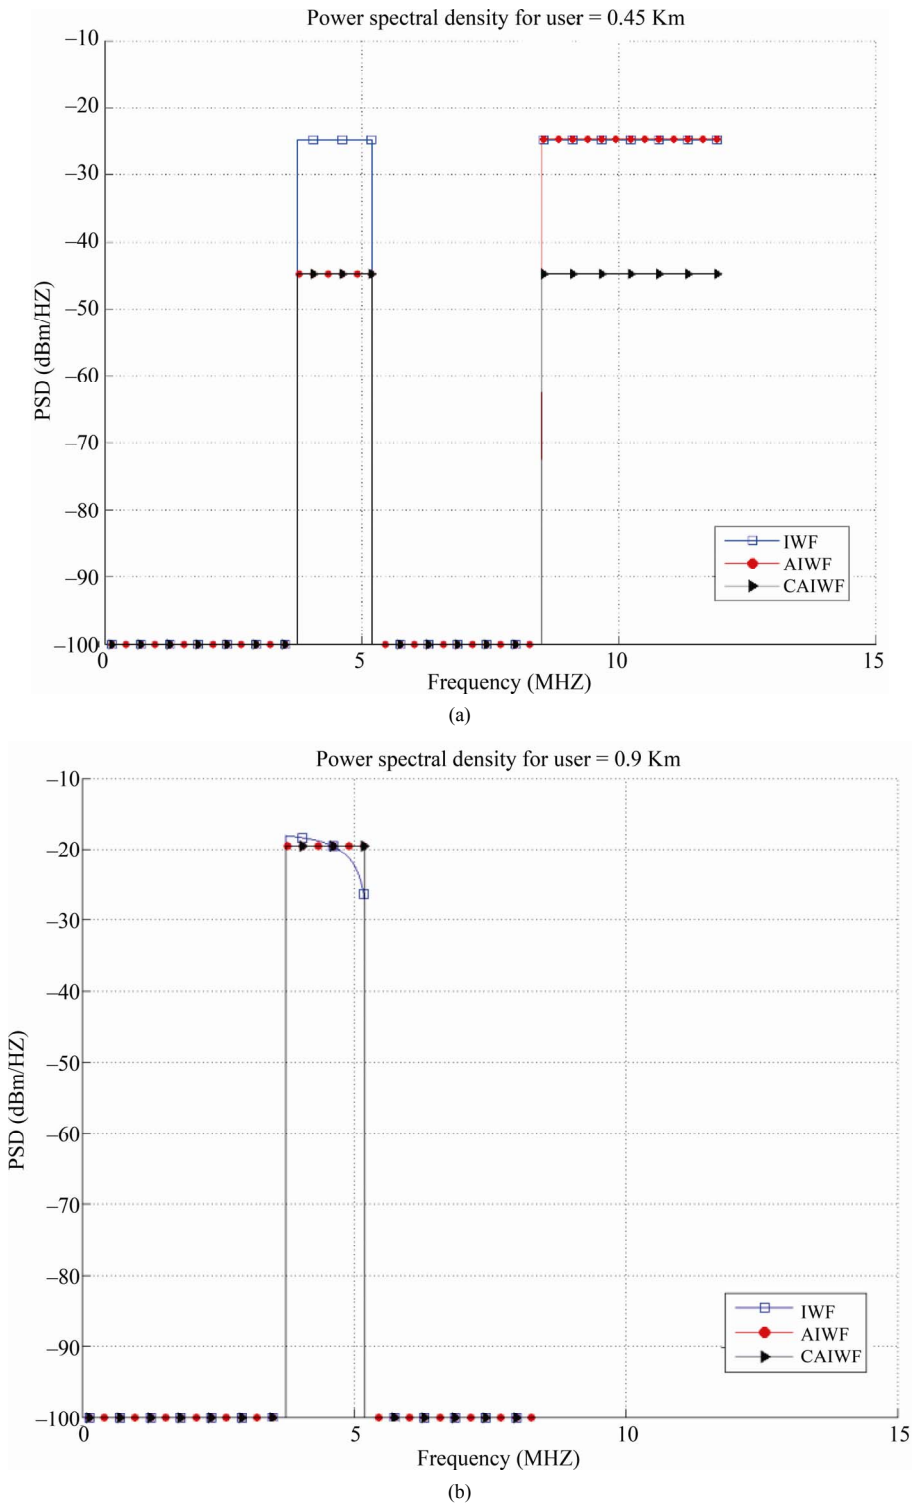 Power spectral density for user = 0.45 Km
–10
–20
–30
–40
–50
–60
–70
–80
–90
–100
PSD (dBm/HZ)
IWF
AIWF
CAIWF
0 5 10 15
Frequency (MHZ)
(a)
Power spectral density for user = 0.9 Km
–10
–20
–30
–40
–50
–60
–70
–80
–90
–100
PSD (dBm/HZ)
IWF
AIWF
CAIWF
0 5 10 15
Frequency (MHZ)
(b)